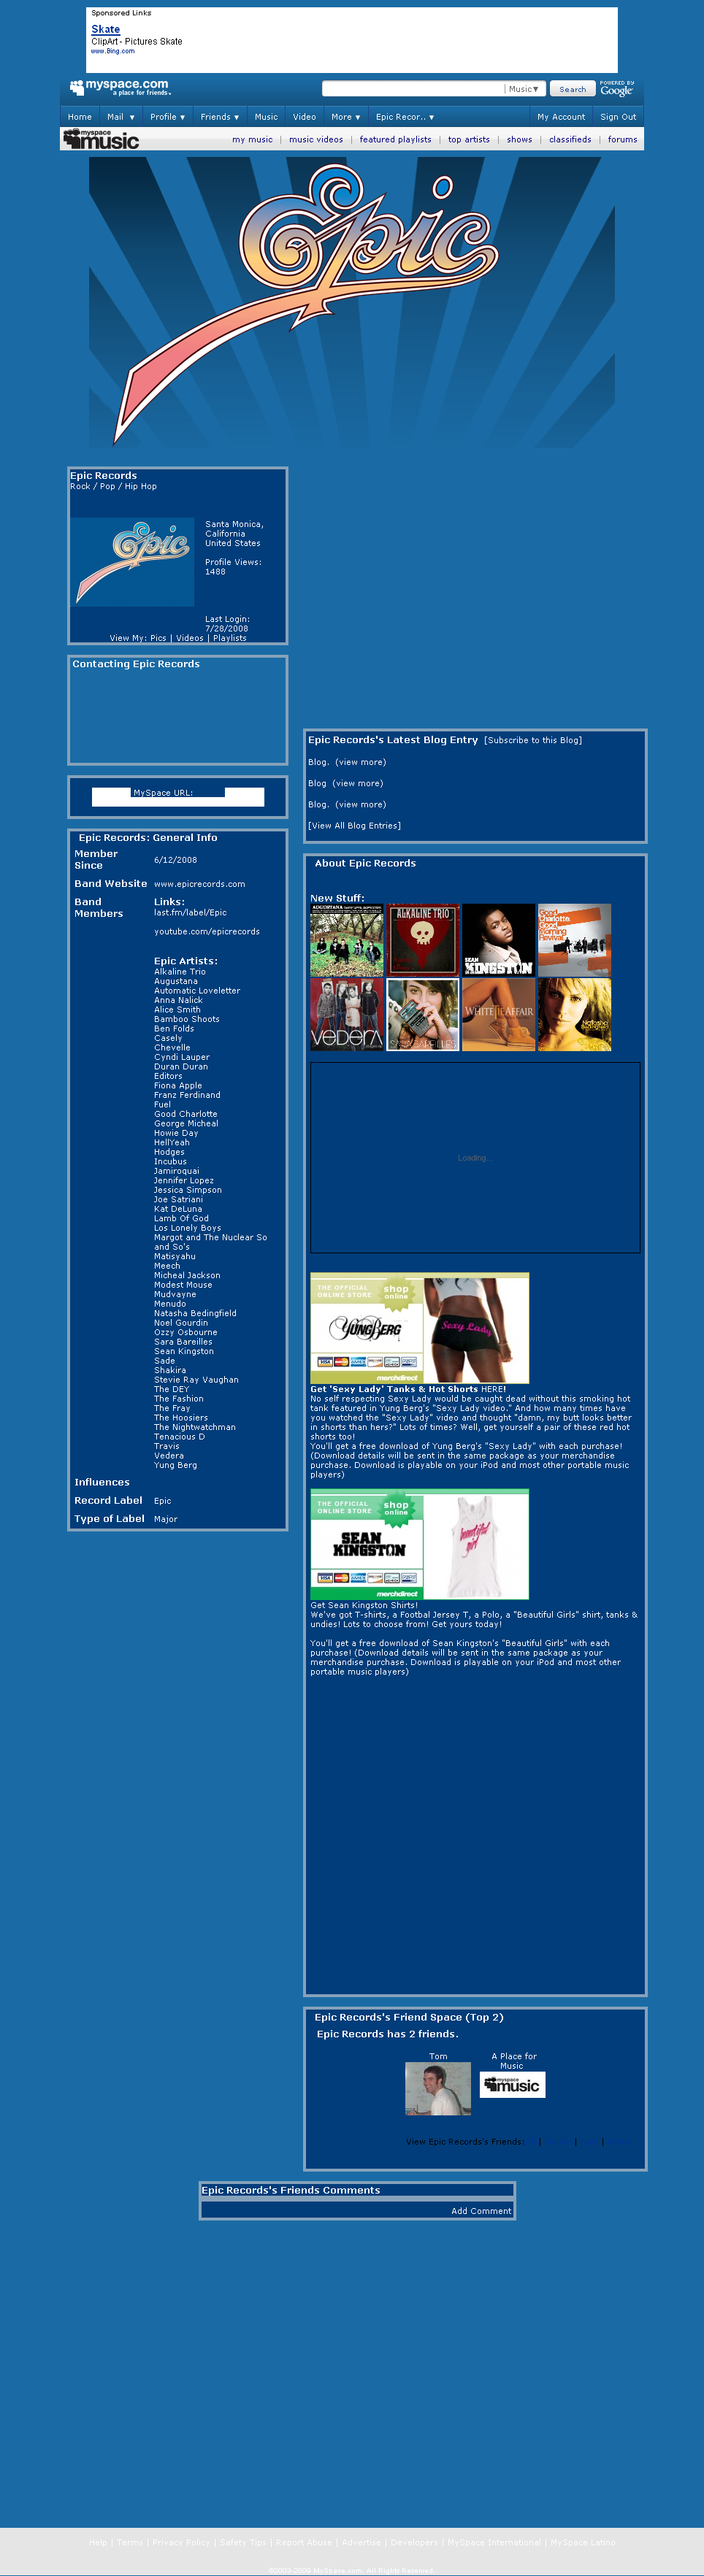 Sponsored Links
Skate
ClipArt - Pictures Skate
www.Bing.com
myspace.com
a place for friends
Music▼
Search
POWERED BY
Google
Home
Mail ▼
Profile ▼
Friends ▼
Music
Video
More ▼
Epic Recor.. ▼
My Account
Sign Out
myspace
music
my music | music videos | featured playlists | top artists | shows | classifieds | forums
Epic
Epic Records
Rock / Pop / Hip Hop
Epic
Santa Monica,
California
United States
Profile Views:
1488
Last Login:
7/28/2008
View My: Pics | Videos | Playlists
Contacting Epic Records
MySpace URL:
Epic Records: General Info
Member
Since
6/12/2008
Band Website
www.epicrecords.com
Band
Members
Links:
last.fm/label/Epic
youtube.com/epicrecords
Epic Artists:
Alkaline Trio
Augustana
Automatic Loveletter
Anna Nalick
Alice Smith
Bamboo Shoots
Ben Folds
Casely
Chevelle
Cyndi Lauper
Duran Duran
Editors
Fiona Apple
Franz Ferdinand
Fuel
Good Charlotte
George Micheal
Howie Day
HellYeah
Hodges
Incubus
Jamiroquai
Jennifer Lopez
Jessica Simpson
Joe Satriani
Kat DeLuna
Lamb Of God
Los Lonely Boys
Margot and The Nuclear So
and So's
Matisyahu
Meech
Micheal Jackson
Modest Mouse
Mudvayne
Menudo
Natasha Bedingfield
Noel Gourdin
Ozzy Osbourne
Sara Bareilles
Sean Kingston
Sade
Shakira
Stevie Ray Vaughan
The DEY
The Fashion
The Fray
The Hoosiers
The Nightwatchman
Tenacious D
Travis
Vedera
Yung Berg
Influences
Record Label
Epic
Type of Label
Major
Epic Records's Latest Blog Entry [Subscribe to this Blog]
Blog. (view more)
Blog (view more)
Blog. (view more)
[View All Blog Entries]
About Epic Records
New Stuff:
AUGUSTANA
ALKALINE TRIO
SEAN
KINGSTON
Good
Charlotte
Good
Morning
Revival
VEDERA
SARA BAREILLES
WHITE TIE AFFAIR
Natasha
Bedingfield
Loading...
THE OFFICIAL
ONLINE STORE
shop
online
YUNG BERG
Sexy Lady
merchdirect
Get 'Sexy Lady' Tanks & Hot Shorts HERE!
No self respecting Sexy Lady would be caught dead without this smoking hot
tank featured in Yung Berg's "Sexy Lady video." And how many times have
you watched the "Sexy Lady" video and thought "damn, my butt looks better
in shorts than hers?" Lots of times? Well, get yourself a pair of these red hot
shorts too!
You'll get a free download of Yung Berg's "Sexy Lady" with each purchase!
(Download details will be sent in the same package as your merchandise
purchase. Download is playable on your iPod and most other portable music
players)
THE OFFICIAL
ONLINE STORE
shop
online
SEAN
KINGSTON
beautiful
girl
merchdirect
Get Sean Kingston Shirts!
We've got T-shirts, a Footbal Jersey T, a Polo, a "Beautiful Girls" shirt, tanks &
undies! Lots to choose from! Get yours today!
You'll get a free download of Sean Kingston's "Beautiful Girls" with each
purchase! (Download details will be sent in the same package as your
merchandise purchase. Download is playable on your iPod and most other
portable music players)
Epic Records's Friend Space (Top 2)
Epic Records has 2 friends.
Tom
A Place for
Music
myspace
music
View Epic Records's Friends: | | |
Epic Records's Friends Comments
Add Comment
Help | Terms | Privacy Policy | Safety Tips | Report Abuse | Advertise | Developers | MySpace International | MySpace Latino
©2003-2009 MySpace.com. All Rights Reserved.